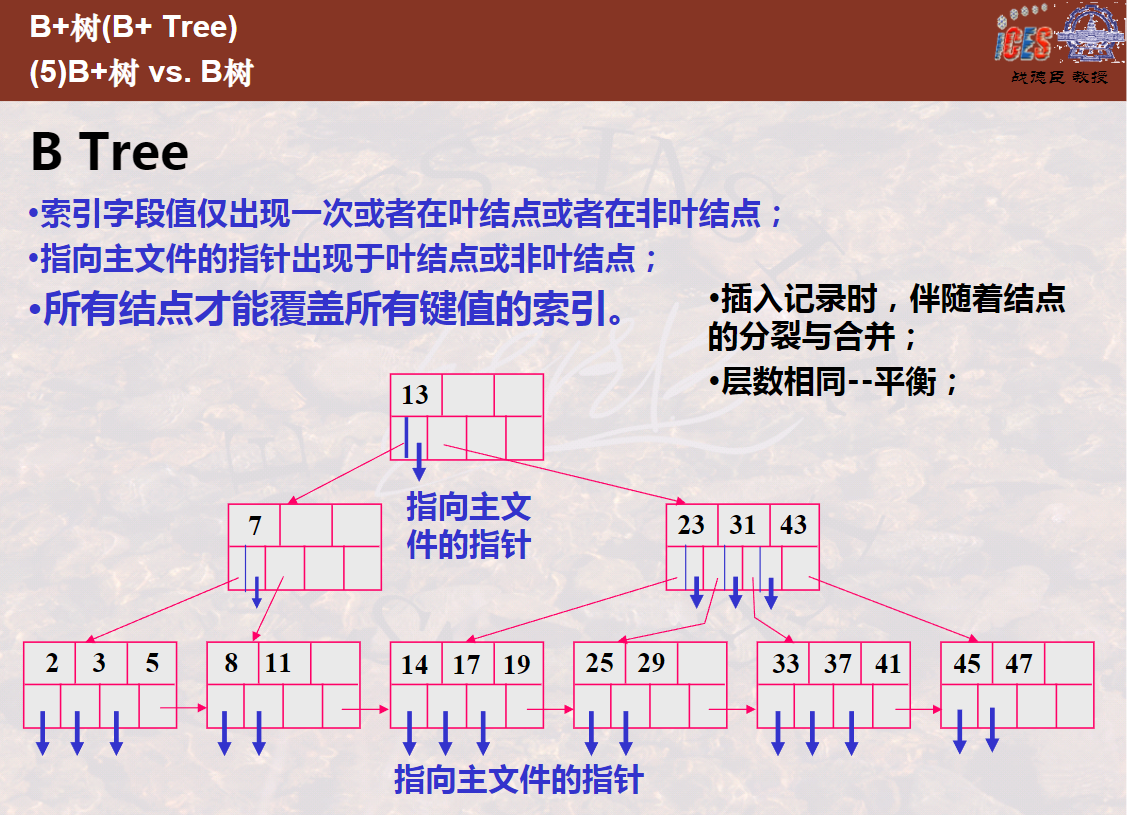 B+树(B+ Tree)
(5)B+树 vs. B树
iCES
战德臣 教授
B Tree
•索引字段值仅出现一次或者在叶结点或者在非叶结点；
•指向主文件的指针出现于叶结点或非叶结点；
•所有结点才能覆盖所有键值的索引。
•插入记录时，伴随着结点
的分裂与合并；
•层数相同--平衡；
13
指向主文
件的指针
7
23 31 43
2 3 5
8 11
14 17 19
25 29
33 37 41
45 47
指向主文件的指针